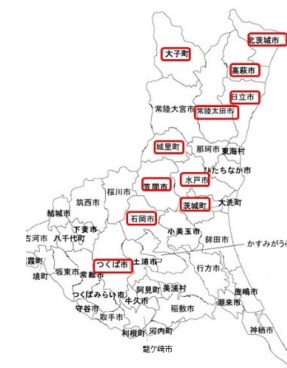 北茨城市
大子町
高萩市
日立市
常陸大宮市
常陸太田市
城里町
那珂市
東海村
ひたちなか市
笠間市
水戸市
桜川市
茨城町
大洗町
筑西市
石岡市
結城市
小美玉市
下妻市
鉾田市
古河市
八千代町
かすみがう
つくば市
土浦市
行方市
坂東市
常総市
境町
つくばみらい市
阿見町
美浦村
鹿嶋市
牛久市
潮来市
守谷市
稲敷市
取手市
神栖市
利根町
河内町
龍ケ崎市